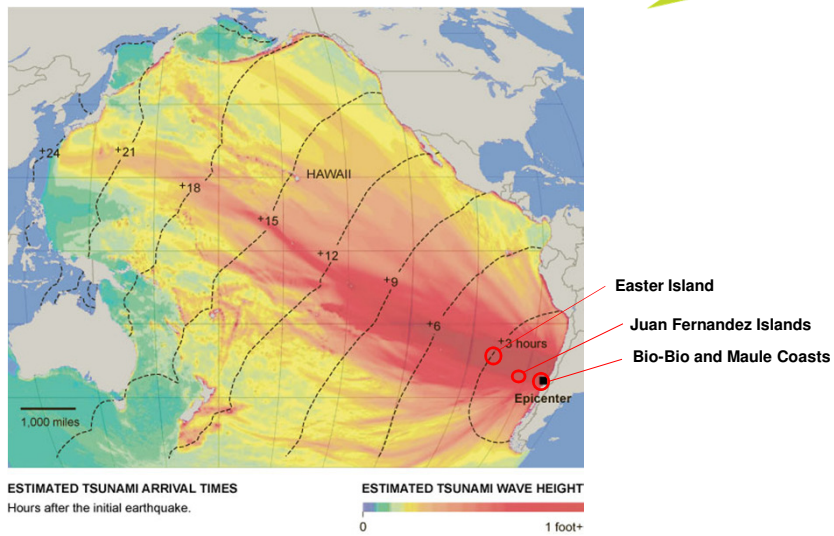 +24
+21
+18
HAWAII
+15
+12
+9
+6
+3 hours
Easter Island
Juan Fernandez Islands
Bio-Bio and Maule Coasts
Epicenter
1,000 miles
ESTIMATED TSUNAMI ARRIVAL TIMES
Hours after the initial earthquake.
ESTIMATED TSUNAMI WAVE HEIGHT
0
1 foot+